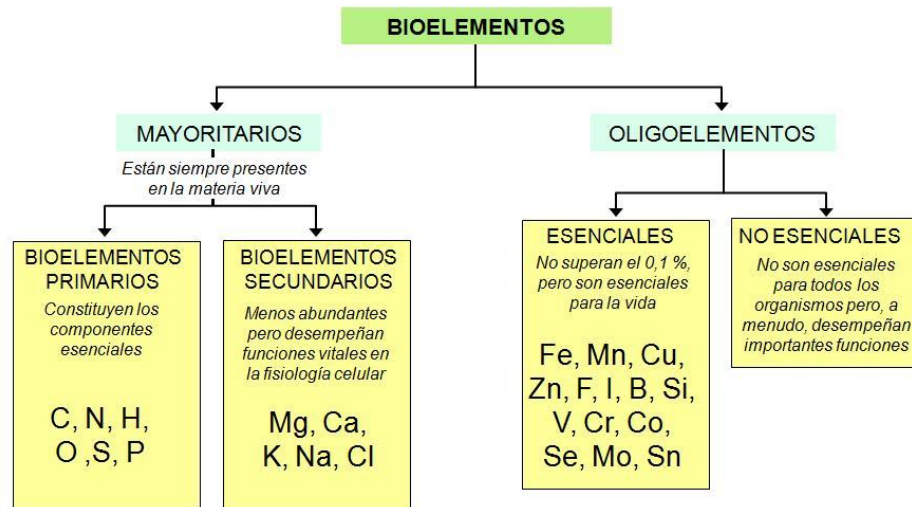 BIOELEMENTOS
MAYORITARIOS
Están siempre presentes
en la materia viva
BIOELEMENTOS
PRIMARIOS
Constituyen los
componentes
esenciales
C, N, H,
O ,S, P
BIOELEMENTOS
SECUNDARIOS
Menos abundantes
pero desempeñan
funciones vitales en
la fisiología celular
Mg, Ca,
K, Na, Cl
OLIGOELEMENTOS
ESENCIALES
No superan el 0,1 %,
pero son esenciales
para la vida
Fe, Mn, Cu,
Zn, F, I, B, Si,
V, Cr, Co,
Se, Mo, Sn
NO ESENCIALES
No son esenciales
para todos los
organismos pero, a
menudo, desempeñan
importantes funciones